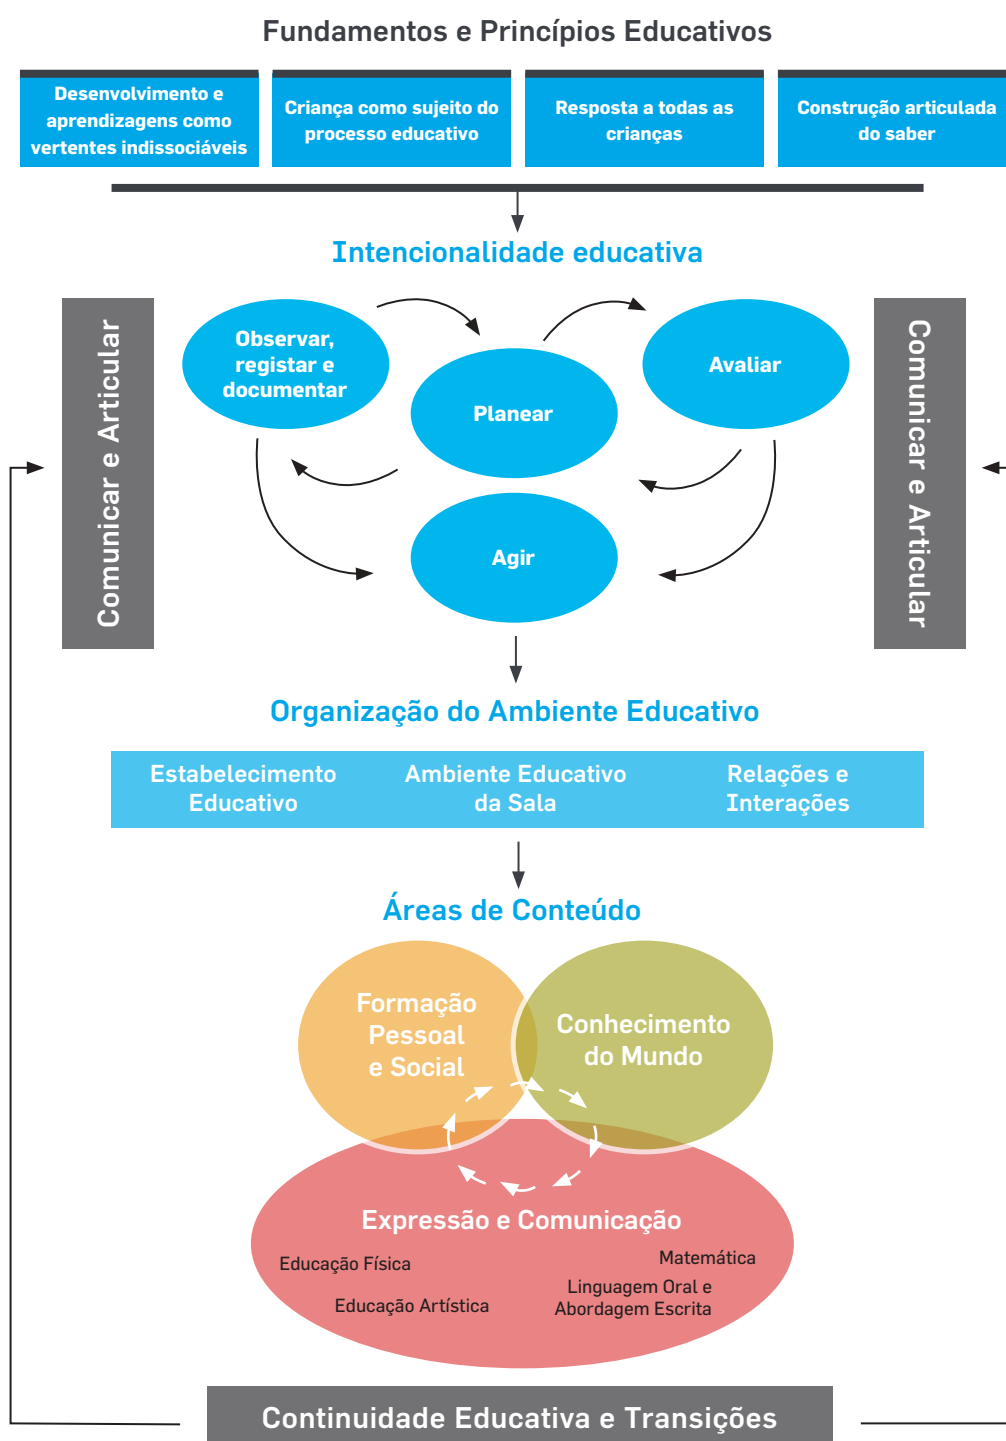 Fundamentos e Princípios Educativos
Desenvolvimento e
aprendizagens como
vertentes indissociáveis
Criança como sujeito do
processo educativo
Resposta a todas as
crianças
Construção articulada
do saber
Intencionalidade educativa
Comunicar e Articular
Observar,
registar e
documentar
Planear
Avaliar
Agir
Comunicar e Articular
Organização do Ambiente Educativo
Estabelecimento
Educativo
Ambiente Educativo
da Sala
Relações e
Interações
Áreas de Conteúdo
Formação
Pessoal
e Social
Conhecimento
do Mundo
Expressão e Comunicação
Educação Física
Matemática
Educação Artística
Linguagem Oral e
Abordagem Escrita
Continuidade Educativa e Transições